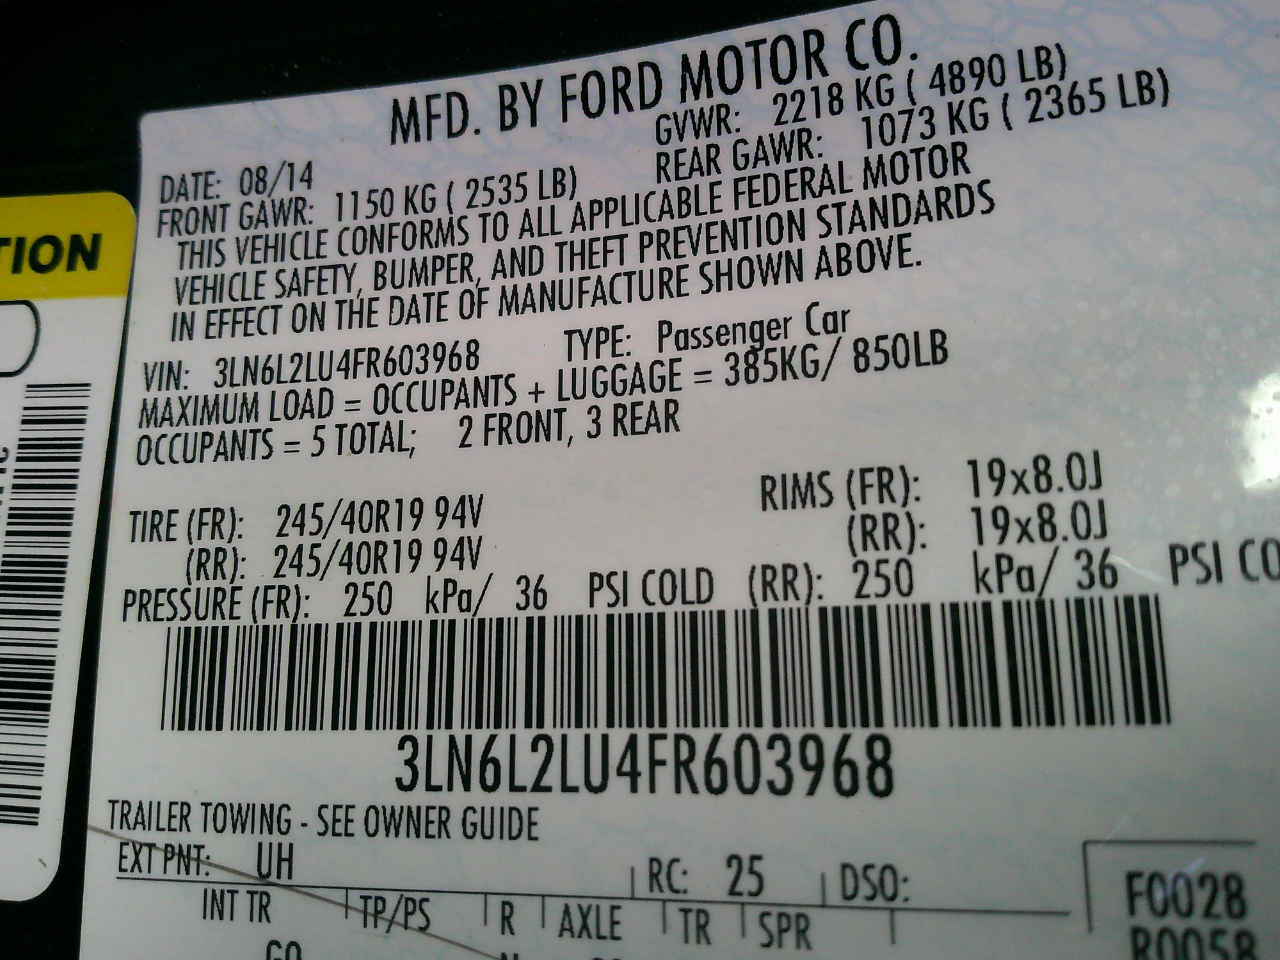 MFD. BY FORD MOTOR CO.
DATE: 08/14 GVWR: 2218 KG ( 4890 LB)
FRONT GAWR: 1150 KG ( 2535 LB) REAR GAWR: 1073 KG ( 2365 LB)
THIS VEHICLE CONFORMS TO ALL APPLICABLE FEDERAL MOTOR
VEHICLE SAFETY, BUMPER, AND THEFT PREVENTION STANDARDS
IN EFFECT ON THE DATE OF MANUFACTURE SHOWN ABOVE.
VIN: 3LN6L2LU4FR603968 TYPE: Passenger Car
MAXIMUM LOAD = OCCUPANTS + LUGGAGE = 385KG/ 850LB
OCCUPANTS = 5 TOTAL; 2 FRONT, 3 REAR
TIRE (FR): 245/40R19 94V RIMS (FR): 19x8.0J
(RR): 245/40R19 94V (RR): 19x8.0J
PRESSURE (FR): 250 kPa/ 36 PSI COLD (RR): 250 kPa/ 36 PSI CO
3LN6L2LU4FR603968
TRAILER TOWING - SEE OWNER GUIDE
EXT PNT: UH RC: 25 DSO:
INT TR TP/PS R AXLE TR SPR
F0028
R0058
TION